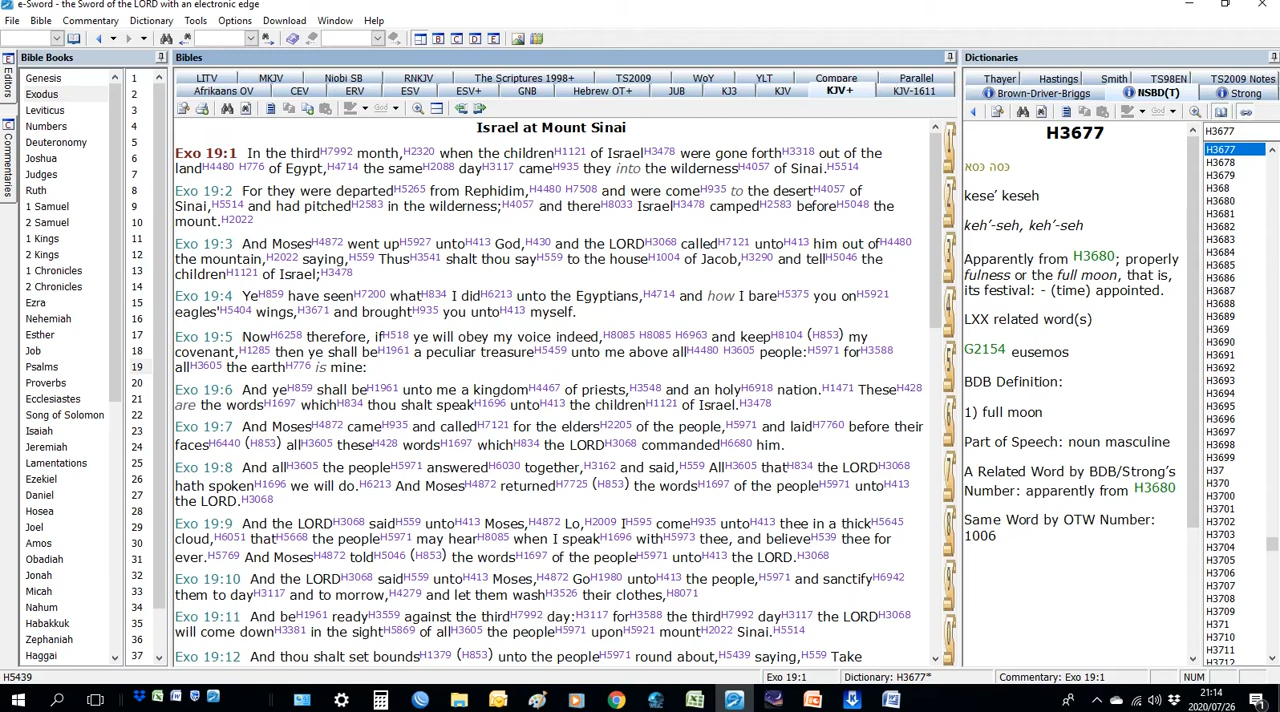 e-Sword - the Sword of the LORD with an electronic edge
File Bible Commentary Dictionary Tools Options Download Window Help
B C D E
Bible Books
Bibles
Dictionaries
Editors
Commentaries
Genesis 1
Exodus 2
Leviticus 3
Numbers 4
Deuteronomy 5
Joshua 6
Judges 7
Ruth 8
1 Samuel 9
2 Samuel 10
1 Kings 11
2 Kings 12
1 Chronicles 13
2 Chronicles 14
Ezra 15
Nehemiah 16
Esther 17
Job 18
Psalms 19
Proverbs 20
Ecclesiastes 21
Song of Solomon 22
Isaiah 23
Jeremiah 24
Lamentations 25
Ezekiel 26
Daniel 27
Hosea 28
Joel 29
Amos 30
Obadiah 31
Jonah 32
Micah 33
Nahum 34
Habakkuk 35
Zephaniah 36
Haggai 37
LITV MKJV Niobi SB RNKJV The Scriptures 1998+ TS2009 WoY YLT Compare Parallel
Afrikaans OV CEV ERV ESV ESV+ GNB Hebrew OT+ JUB KJ3 KJV KJV+ KJV-1611
Israel at Mount Sinai
Exo 19:1 In the thirdH7992 month,H2320 when the childrenH1121 of IsraelH3478 were gone forthH3318 out of the
landH4480 H776 of Egypt,H4714 the sameH2088 dayH3117 cameH935 they into the wildernessH4057 of Sinai.H5514
Exo 19:2 For they were departedH5265 from Rephidim,H4480 H7508 and were comeH935 to the desertH4057 of
Sinai,H5514 and had pitchedH2583 in the wilderness;H4057 and thereH8033 IsraelH3478 campedH2583 beforeH5048 the
mount.H2022
Exo 19:3 And MosesH4872 went upH5927 untoH413 God,H430 and the LORDH3068 calledH7121 untoH413 him out ofH4480
the mountain,H2022 saying,H559 ThusH3541 shalt thou sayH559 to the houseH1004 of Jacob,H3290 and tellH5046 the
childrenH1121 of Israel;H3478
Exo 19:4 YeH859 have seenH7200 whatH834 I didH6213 unto the Egyptians,H4714 and how I bareH5375 you onH5921
eagles'H5404 wings,H3671 and broughtH935 you untoH413 myself.
Exo 19:5 NowH6258 therefore, ifH518 ye will obey my voice indeed,H8085 H8085 H6963 and keepH8104 (H853) my
covenant,H1285 then ye shall beH1961 a peculiar treasureH5459 unto me above allH4480 H3605 people:H5971 forH3588
allH3605 the earthH776 is mine:
Exo 19:6 And yeH859 shall beH1961 unto me a kingdomH4467 of priests,H3548 and an holyH6918 nation.H1471 TheseH428
are the wordsH1697 whichH834 thou shalt speakH1696 untoH413 the childrenH1121 of Israel.H3478
Exo 19:7 And MosesH4872 cameH935 and calledH7121 for the eldersH2205 of the people,H5971 and laidH7760 before their
facesH6440 (H853) allH3605 theseH428 wordsH1697 whichH834 the LORDH3068 commandedH6680 him.
Exo 19:8 And allH3605 the peopleH5971 answeredH6030 together,H3162 and said,H559 AllH3605 thatH834 the LORDH3068
hath spokenH1696 we will do.H6213 And MosesH4872 returnedH7725 (H853) the wordsH1697 of the peopleH5971 untoH413
the LORD.H3068
Exo 19:9 And the LORDH3068 saidH559 untoH413 Moses,H4872 Lo,H2009 IH595 comeH935 untoH413 thee in a thickH5645
cloud,H6051 thatH5668 the peopleH5971 may hearH8085 when I speakH1696 withH5973 thee, and believeH539 thee for
ever.H5769 And MosesH4872 toldH5046 (H853) the wordsH1697 of the peopleH5971 untoH413 the LORD.H3068
Exo 19:10 And the LORDH3068 saidH559 untoH413 Moses,H4872 GoH1980 untoH413 the people,H5971 and sanctifyH6942
them to dayH3117 and to morrow,H4279 and let them washH3526 their clothes,H8071
Exo 19:11 And beH1961 readyH3559 against the thirdH7992 day:H3117 forH3588 the thirdH7992 dayH3117 the LORDH3068
will come downH3381 in the sightH5869 of allH3605 the peopleH5971 uponH5921 mountH2022 Sinai.H5514
Exo 19:12 And thou shalt set boundsH1379 (H853) unto the peopleH5971 round about,H5439 saying,H559 Take
Thayer Hastings Smith TS98EN TS2009 Notes
Brown-Driver-Briggs NSBD(T) Strong
H3677
כסה כסא
kese' keseh
keh'-seh, keh'-seh
Apparently from H3680; properly
fulness or the full moon, that is,
its festival: - (time) appointed.
LXX related word(s)
G2154 eusemos
BDB Definition:
1) full moon
Part of Speech: noun masculine
A Related Word by BDB/Strong's
Number: apparently from H3680
Same Word by OTW Number:
1006
H3677
H3677
H3678
H3679
H368
H3680
H3681
H3682
H3683
H3684
H3685
H3686
H3687
H3688
H3689
H369
H3690
H3691
H3692
H3693
H3694
H3695
H3696
H3697
H3698
H3699
H37
H370
H3700
H3701
H3702
H3703
H3704
H3705
H3706
H3707
H3708
H3709
H371
H3710
H3711
H3712
H5439
Exo 19:1 Dictionary: H3677* Commentary: Exo 19:1 NUM
21:14
2020/07/26